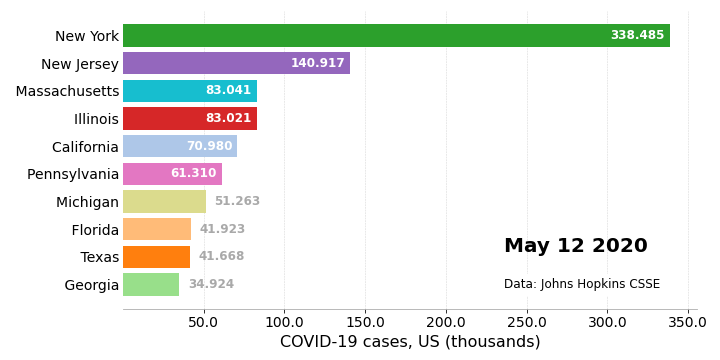 New York 338.485
New Jersey 140.917
Massachusetts 83.041
Illinois 83.021
California 70.980
Pennsylvania 61.310
Michigan 51.263
Florida 41.923
Texas 41.668
Georgia 34.924
May 12 2020
Data: Johns Hopkins CSSE
50.0 100.0 150.0 200.0 250.0 300.0 350.0
COVID-19 cases, US (thousands)